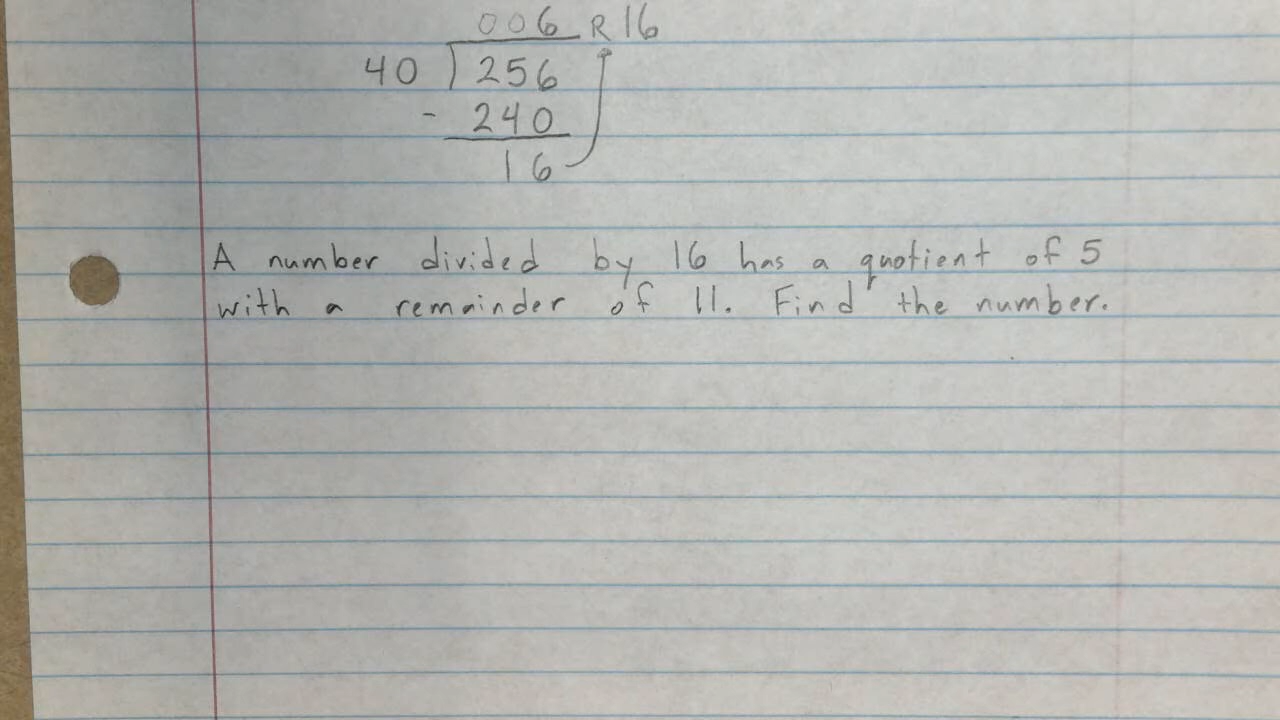 006 R16
40 ) 256
- 240
16
A number divided by 16 has a quotient of 5
with a remainder of 11. Find the number.